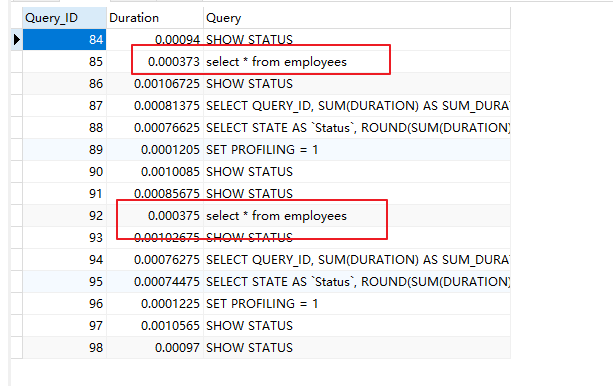 Query_ID Duration Query
84 0.00094 SHOW STATUS
85 0.000373 select * from employees
86 0.00106725 SHOW STATUS
87 0.00081375 SELECT QUERY_ID, SUM(DURATION) AS SUM_DURA
88 0.00076625 SELECT STATE AS `Status`, ROUND(SUM(DURATION)
89 0.0001205 SET PROFILING = 1
90 0.0010085 SHOW STATUS
91 0.00085675 SHOW STATUS
92 0.000375 select * from employees
93 0.00102675 SHOW STATUS
94 0.00076275 SELECT QUERY_ID, SUM(DURATION) AS SUM_DURA
95 0.00074475 SELECT STATE AS `Status`, ROUND(SUM(DURATION)
96 0.0001225 SET PROFILING = 1
97 0.0010565 SHOW STATUS
98 0.00097 SHOW STATUS